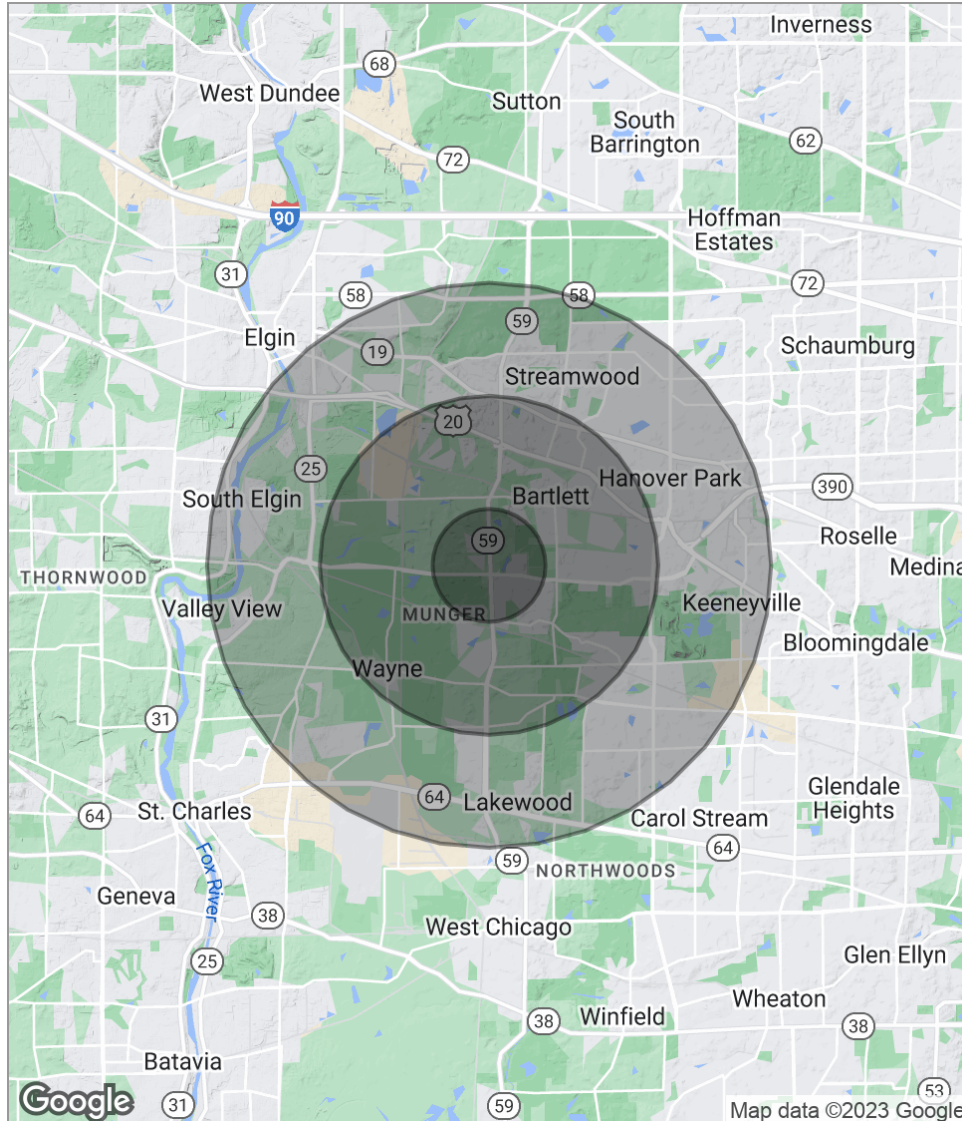 Inverness
68
West Dundee
Sutton
South
Barrington
62
72
90
Hoffman
Estates
31
58
58
72
59
Elgin
19
Schaumburg
Streamwood
20
25
Hanover Park
South Elgin
Bartlett
390
59
Roselle
THORNWOOD
Medina
Valley View
MUNGER
Keeneyville
Bloomingdale
Wayne
31
64
Lakewood
Glendale
Heights
64
St. Charles
Carol Stream
64
59
NORTHWOODS
Fox River
Geneva
38
West Chicago
25
Glen Ellyn
Wheaton
38
Winfield
38
Batavia
53
Google
31
59
Map data ©2023 Google